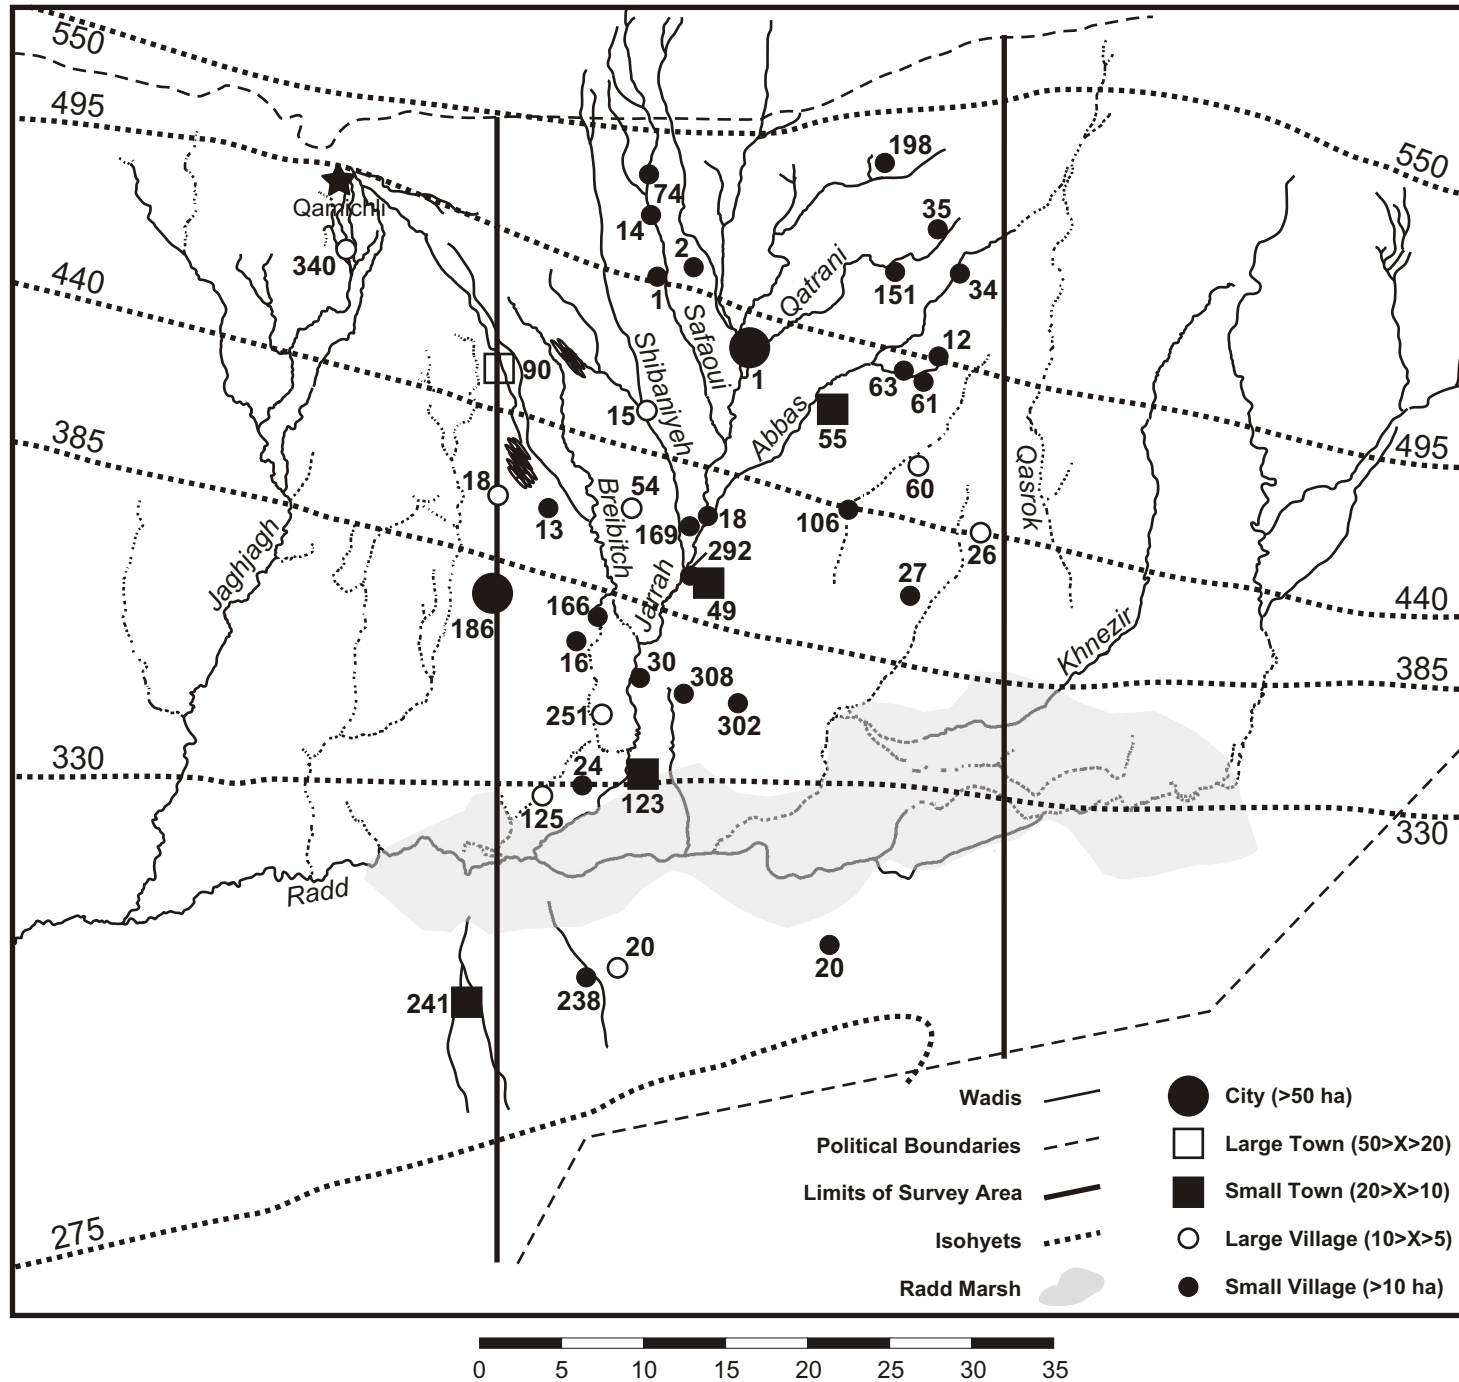 550
495
198
550
74
Qamichli
35
14
2
340
Qatrani
151
34
440
1
Safaoui
Shibaniyeh
12
90
1
63
61
15
Abbas
55
385
495
18
54
60
Qasrok
Breibitch
13
169
18
106
26
292
Jaghjagh
27
Jarrah
440
166
49
186
16
Khnezir
30
308
385
251
302
330
24
125
123
330
Radd
20
20
241
238
275
Wadis
City (>50 ha)
Political Boundaries
Large Town (50>X>20)
Limits of Survey Area
Small Town (20>X>10)
Isohyets
Large Village (10>X>5)
Radd Marsh
Small Village (>10 ha)
0 5 10 15 20 25 30 35